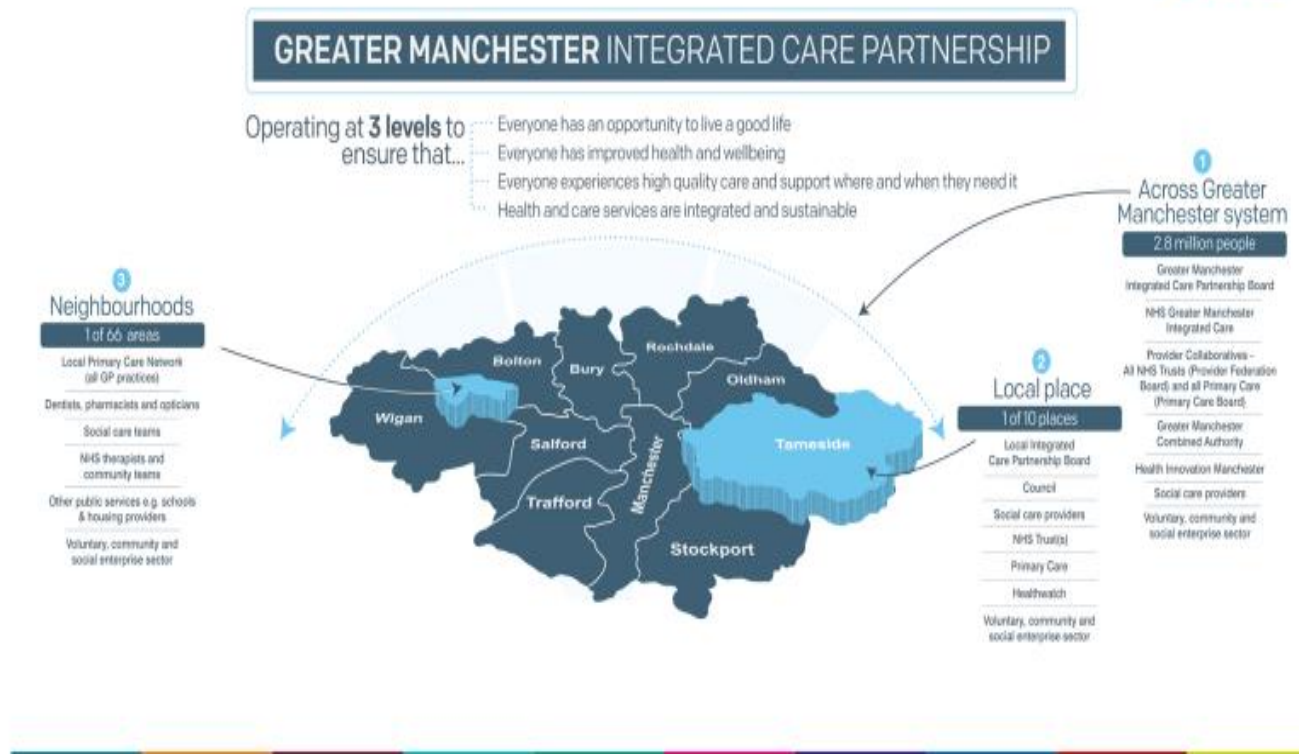 GREATER MANCHESTER INTEGRATED CARE PARTNERSHIP
Operating at 3 levels to
ensure that...
Everyone has an opportunity to live a good life
Everyone has improved health and wellbeing
Everyone experiences high quality care and support where and when they need it
Health and care services are integrated and sustainable
1
Across Greater
Manchester system
2.8 million people
Greater Manchester
Integrated Care Partnership Board
NHS Greater Manchester
Integrated Care
Provider Collaboratives -
All NHS Trusts (Provider Federation
Board) and all Primary Care
(Primary Care Board)
Greater Manchester
Combined Authority
Health Innovation Manchester
Social care providers
Voluntary, community and
social enterprise sector
2
Local place
1 of 10 places
Local Integrated
Care Partnership Board
Council
Social care providers
NHS Trust(s)
Primary Care
Healthwatch
Voluntary, community and
social enterprise sector
3
Neighbourhoods
1 of 66 areas
Local Primary Care Network
(all GP practices)
Dentists, pharmacists and opticians
Social care teams
NHS therapists and
community teams
Other public services e.g. schools
& housing providers
Voluntary, community and
social enterprise sector
Bolton
Bury
Rochdale
Oldham
Wigan
Salford
Tameside
Trafford
Manchester
Stockport